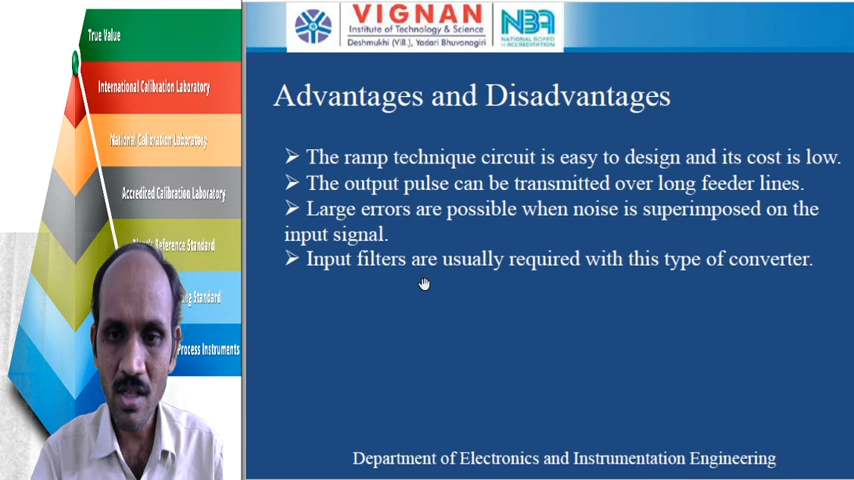 True Value
International Calibration Laboratory
National Calibration Laboratory
Accredited Calibration Laboratory
Reference Standard
Standard
Process Instruments
VIGNAN
Institute of Technology & Science
Deshmukhi (Vill.), Yadari Bhuvanagiri
NBA
NATIONAL BOARD
of ACCREDITATION
Advantages and Disadvantages
➢ The ramp technique circuit is easy to design and its cost is low.
➢ The output pulse can be transmitted over long feeder lines.
➢ Large errors are possible when noise is superimposed on the
input signal.
➢ Input filters are usually required with this type of converter.
Department of Electronics and Instrumentation Engineering